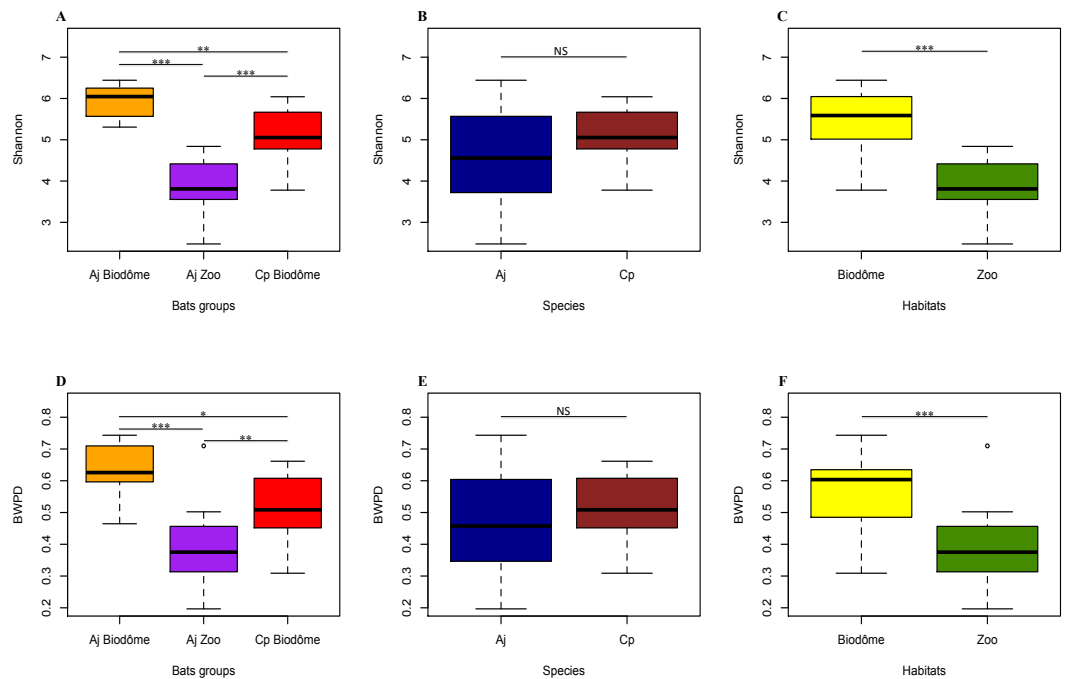 A
B
C
**
***
***
NS
***
7
6
5
4
3
Shannon
7
6
5
4
3
Shannon
7
6
5
4
3
Shannon
Aj Biodôme
Aj Zoo
Cp Biodôme
Aj
Cp
Biodôme
Zoo
Bats groups
Species
Habitats
D
E
F
*
***
**
NS
***
0.8
0.7
0.6
0.5
0.4
0.3
0.2
BWPD
0.8
0.7
0.6
0.5
0.4
0.3
0.2
BWPD
0.8
0.7
0.6
0.5
0.4
0.3
0.2
BWPD
Aj Biodôme
Aj Zoo
Cp Biodôme
Aj
Cp
Biodôme
Zoo
Bats groups
Species
Habitats